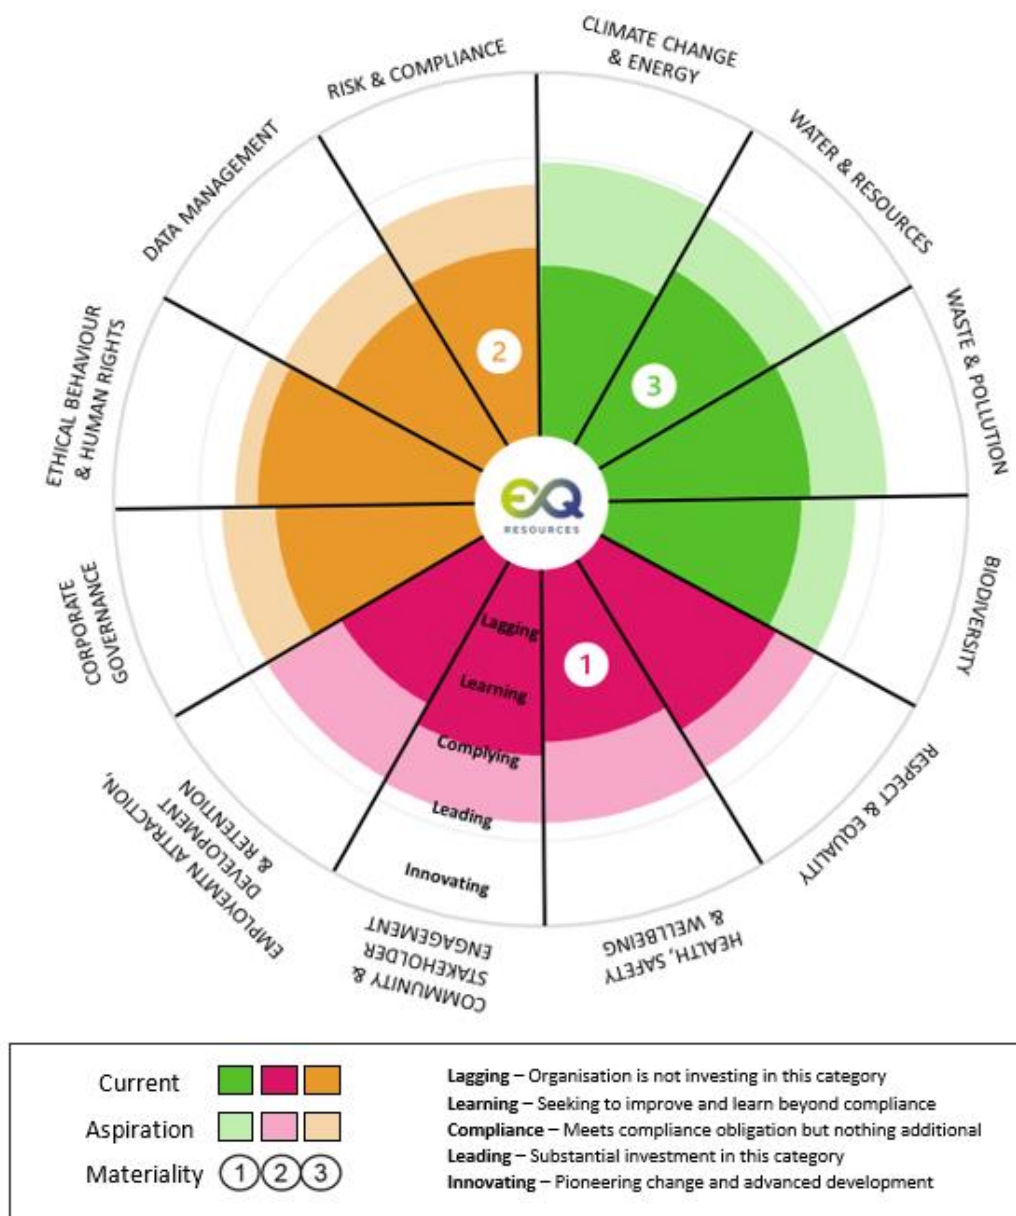 CLIMATE CHANGE
& ENERGY
WATER & RESOURCES
WASTE & POLLUTION
BIODIVERSITY
RESPECT & EQUALITY
HEALTH, SAFETY
& WELLBEING
COMMUNITY &
STAKEHOLDER
ENGAGEMENT
EMPLOYEMTN ATTRACTION,
DEVELOPMENT
& RETENTION
CORPORATE
GOVERNANCE
ETHICAL BEHAVIOUR
& HUMAN RIGHTS
DATA MANAGEMENT
RISK & COMPLIANCE
2
3
EQ
RESOURCES
1
Lagging
Learning
Complying
Leading
Innovating
Current
Aspiration
Materiality 1 2 3
Lagging – Organisation is not investing in this category
Learning – Seeking to improve and learn beyond compliance
Compliance – Meets compliance obligation but nothing additional
Leading – Substantial investment in this category
Innovating – Pioneering change and advanced development